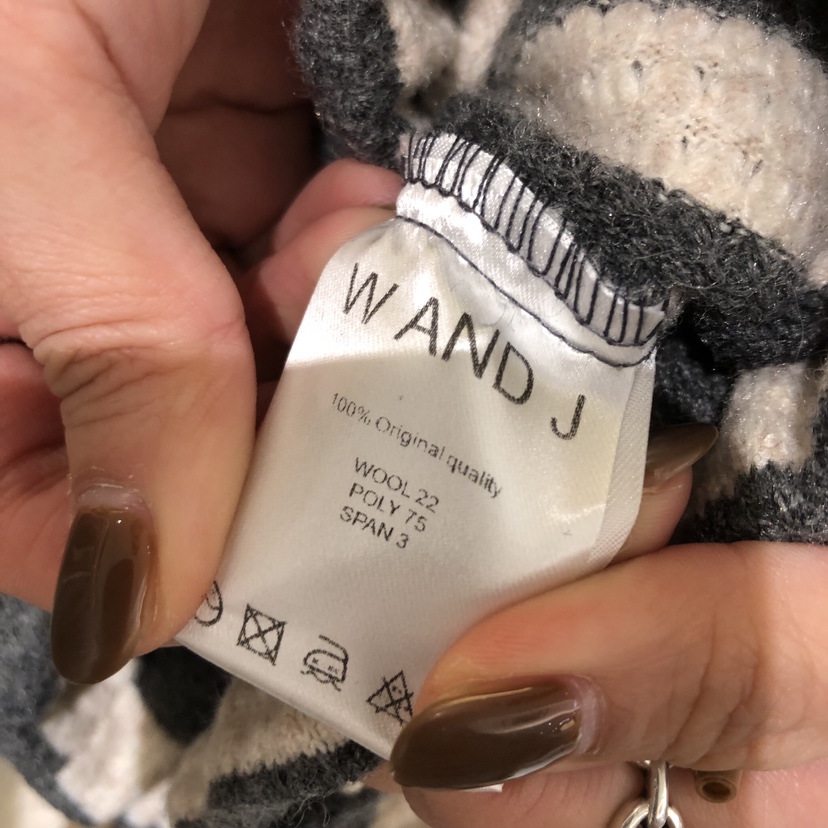 W AND J
100% Original quality
WOOL 22
POLY 75
SPAN 3